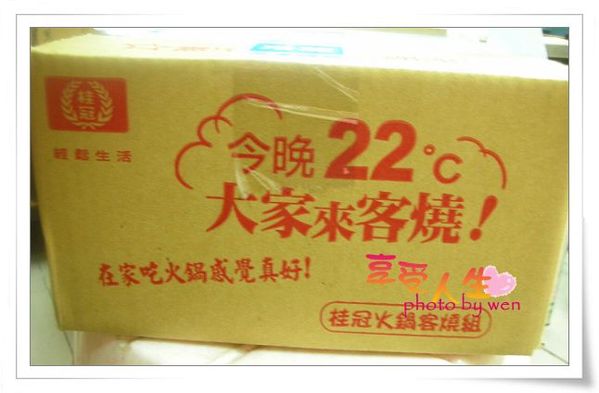 桂冠
輕鬆生活
今晚22℃
大家來客燒!
在家吃火鍋感覺真好!
享受人生
photo by wen
桂冠火鍋客燒組